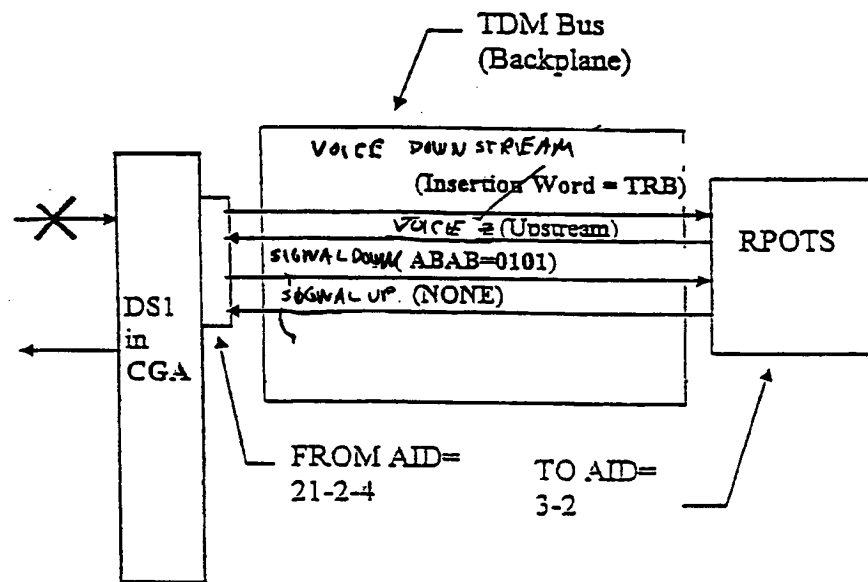 TDM Bus
(Backplane)
VOICE DOWNSTREAM
(Insertion Word = TRB)
VOICE (Upstream)
RPOTS
SIGNAL DOWN (ABAB=0101)
SIGNAL UP. (NONE)
DS1
in
CGA
FROM AID=
21-2-4
TO AID=
3-2